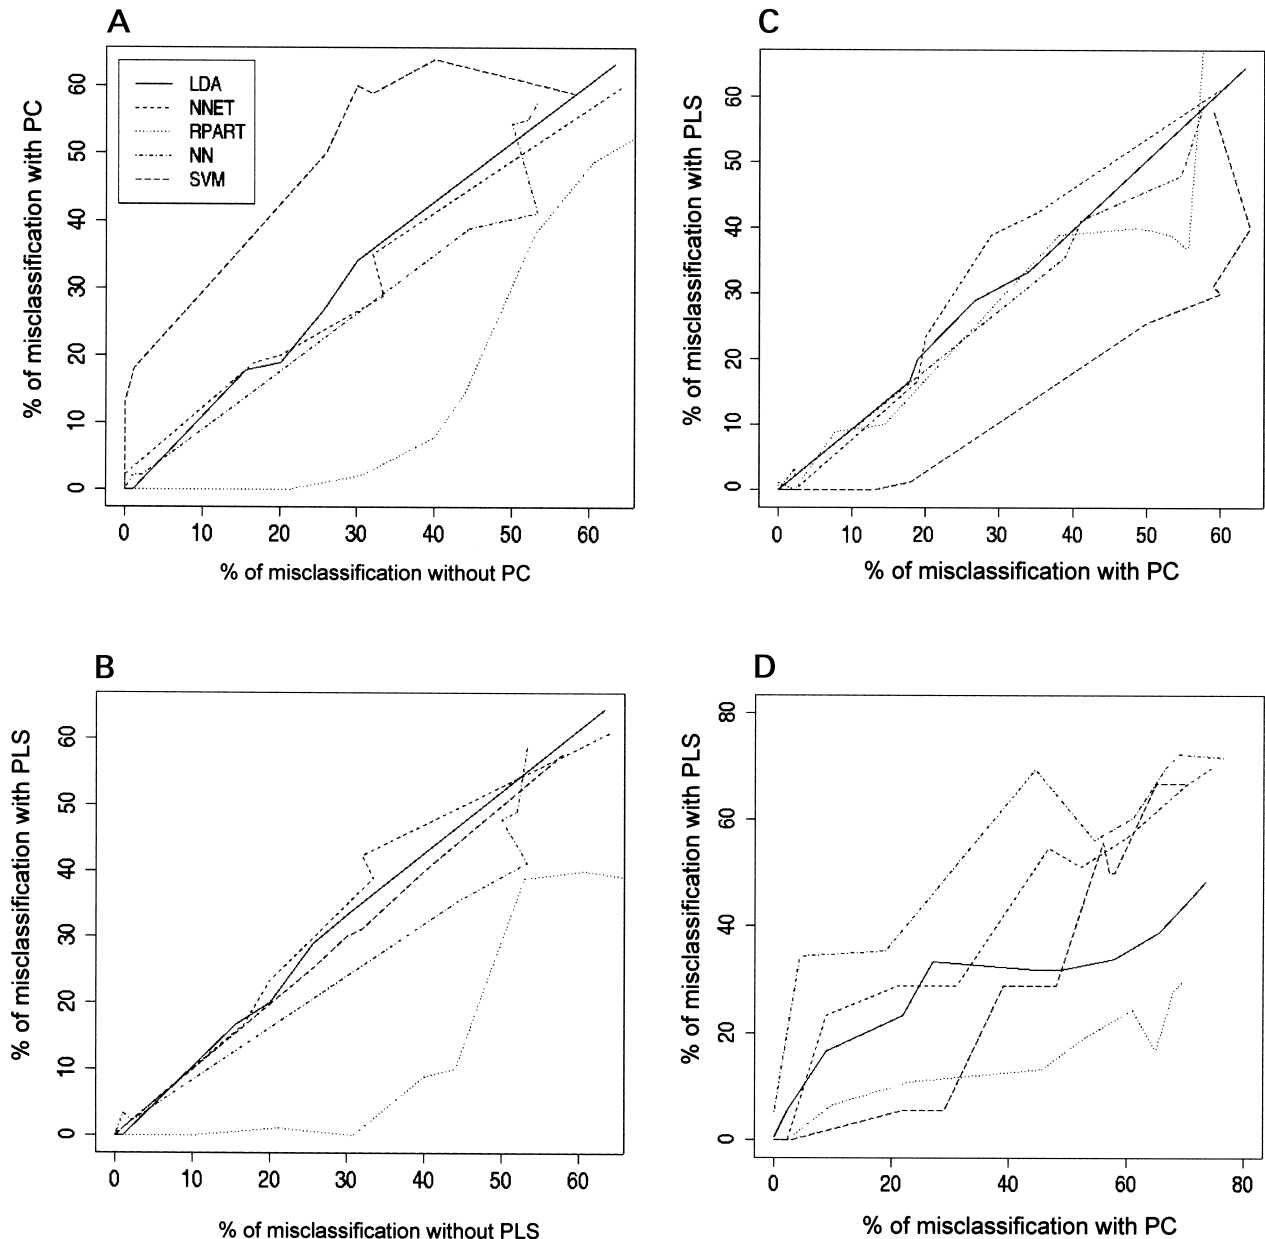 A
% of misclassification with PC
60
50
40
30
20
10
0
LDA
NNET
RPART
NN
SVM
0 10 20 30 40 50 60
% of misclassification without PC
C
% of misclassification with PLS
60
50
40
30
20
10
0
0 10 20 30 40 50 60
% of misclassification with PC
B
% of misclassification with PLS
60
50
40
30
20
10
0
0 10 20 30 40 50 60
% of misclassification without PLS
D
% of misclassification with PLS
80
60
40
20
0
0 20 40 60 80
% of misclassification with PC